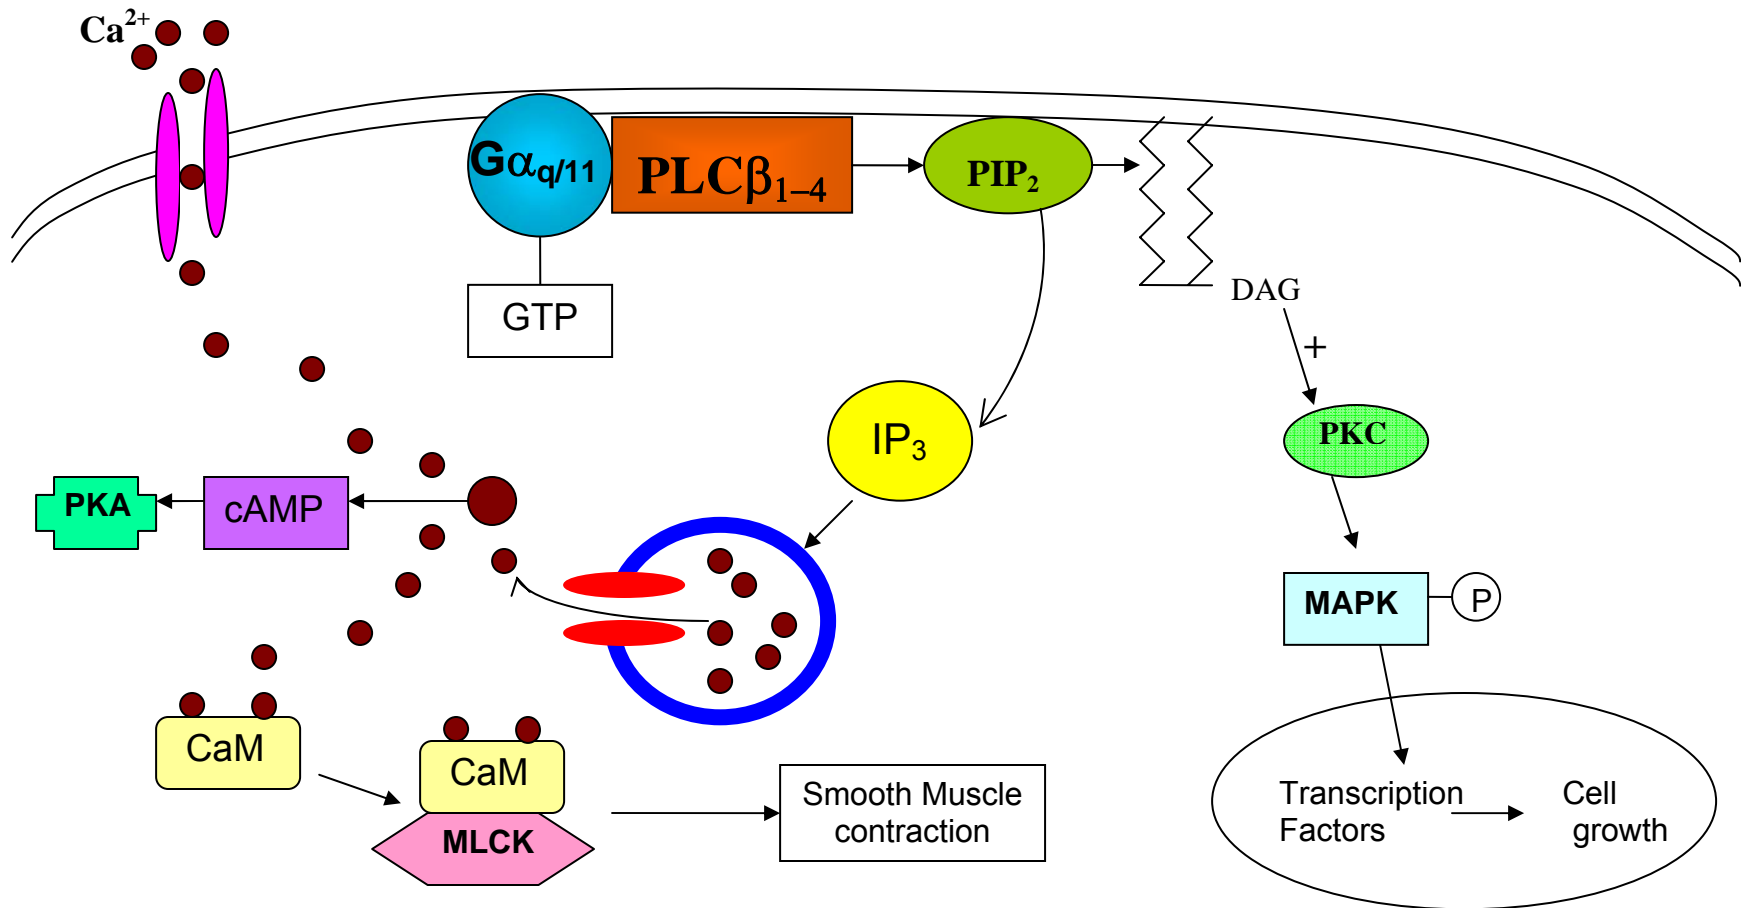 Ca²⁺
Gα_q/11
PLCβ₁₋₄
PIP₂
GTP
DAG
+
IP₃
PKC
PKA
cAMP
MAPK
P
CaM
CaM
MLCK
Smooth Muscle
contraction
Transcription
Factors
Cell
growth